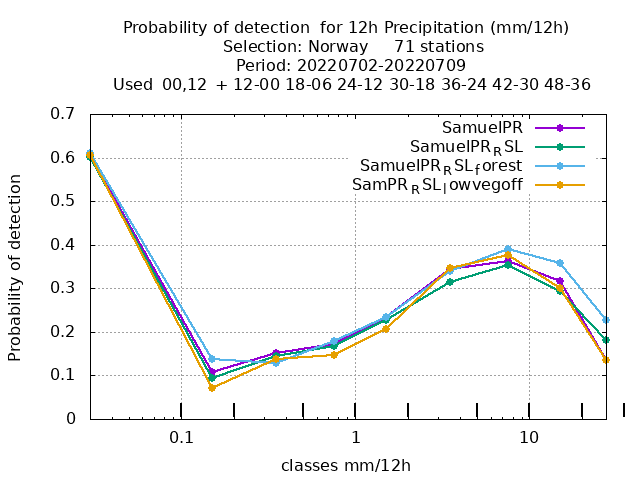 Probability of detection  for 12h Precipitation (mm/12h)
Selection: Norway     71 stations
Period: 20220702-20220709
Used  00,12  + 12-00 18-06 24-12 30-18 36-24 42-30 48-36
SamuelPR
SamuelPR_RSL
SamuelPR_RSL_forest
SamPR_RSL_lowvegoff
Probability of detection
0.7
0.6
0.5
0.4
0.3
0.2
0.1
0
0.1 1 10
classes mm/12h